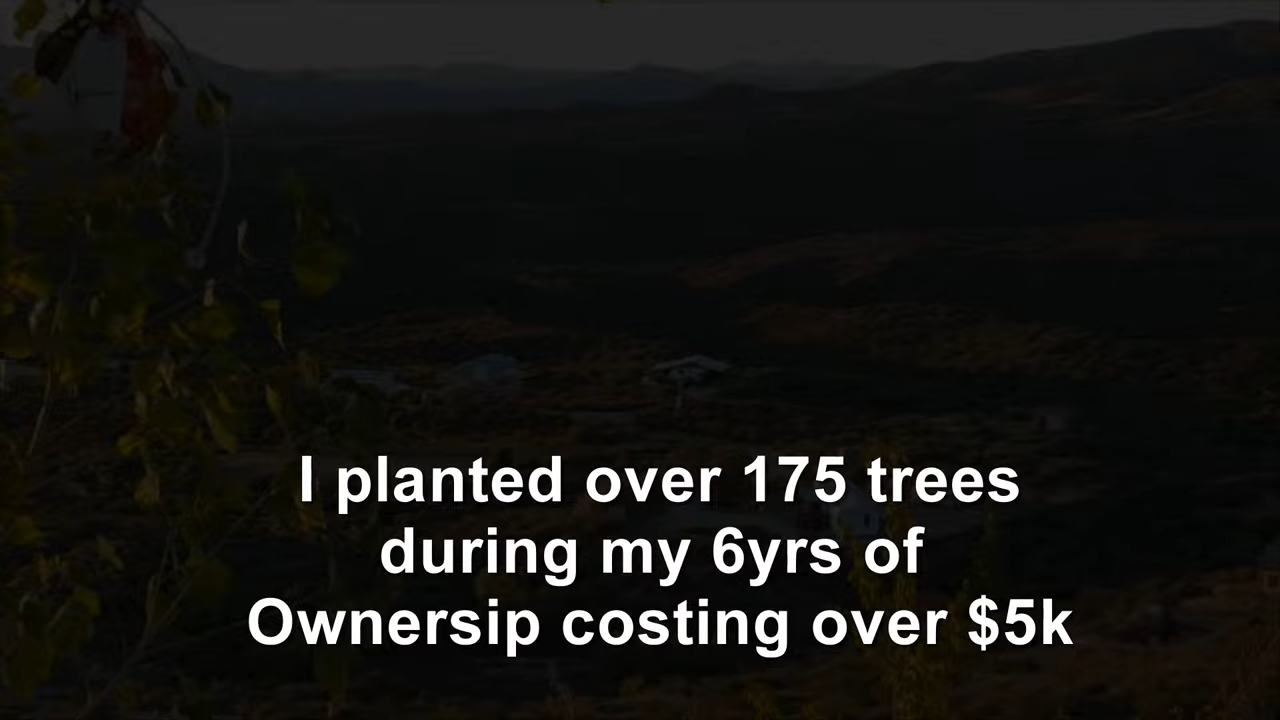 I planted over 175 trees
during my 6yrs of
Ownersip costing over $5k